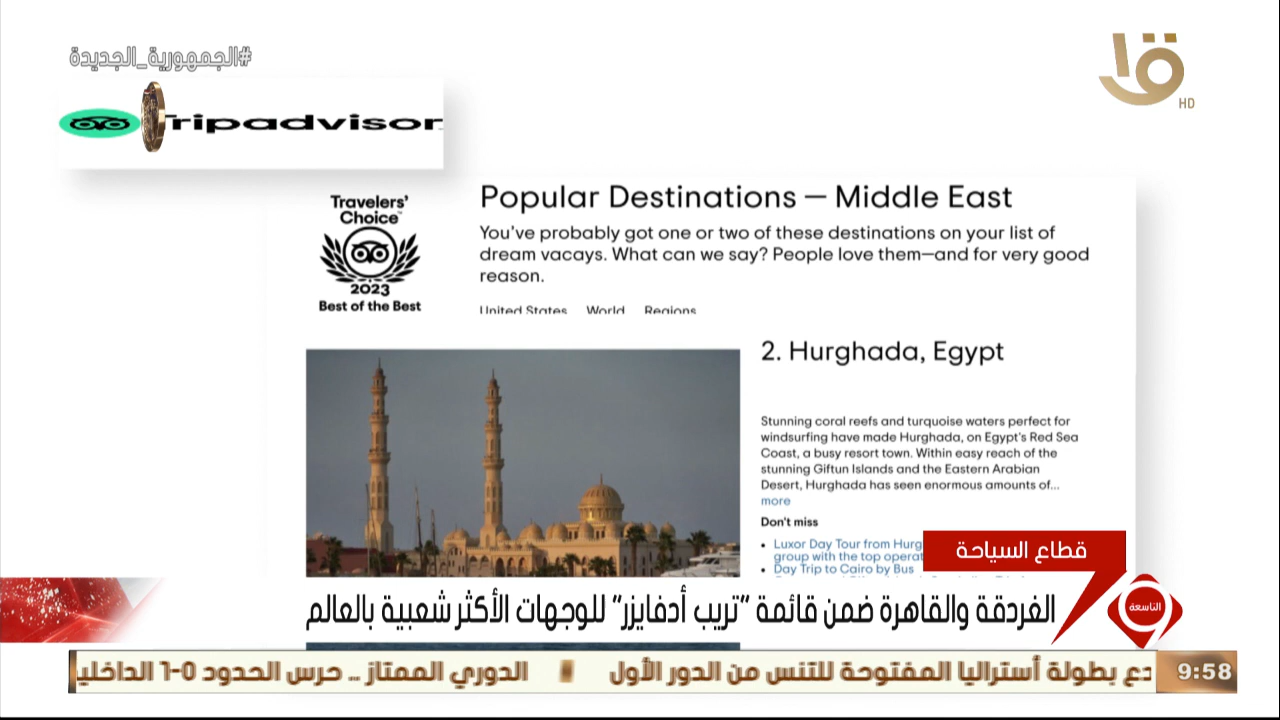 #الجمهورية_الجديدة
HD
Tripadvisor
Travelers'
Choice
2023
Best of the Best
Popular Destinations — Middle East
You've probably got one or two of these destinations on your list of
dream vacays. What can we say? People love them—and for very good
reason.
United States World Regions
2. Hurghada, Egypt
Stunning coral reefs and turquoise waters perfect for
windsurfing have made Hurghada, on Egypt's Red Sea
Coast, a busy resort town. Within easy reach of the
stunning Giftun Islands and the Eastern Arabian
Desert, Hurghada has seen enormous amounts of...
more
Don't miss
Luxor Day Tour from Hurg
group with the top operat
Day Trip to Cairo by Bus
قطاع السياحة
التاسعة
الغردقة والقاهرة ضمن قائمة "تريب أدفايزر" للوجهات الأكثر شعبية بالعالم
دع بطولة أستراليا المفتوحة للتنس من الدور الأول
الدوري الممتاز .. حرس الحدود 0-1 الداخلي
9:58